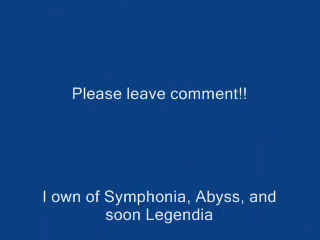 Please leave comment!!
I own of Symphonia, Abyss, and
soon Legendia